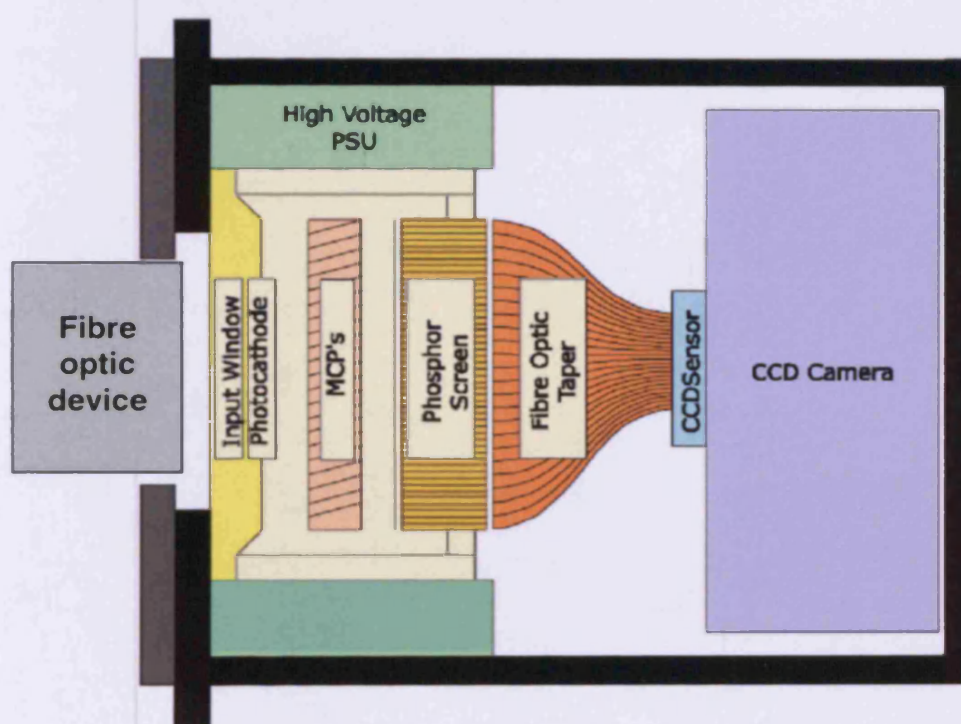 High Voltage
PSU
Fibre
optic
device
Input Window
Photocathode
MCP's
Phosphor
Screen
Fibre Optic
Taper
CCDSensor
CCD Camera